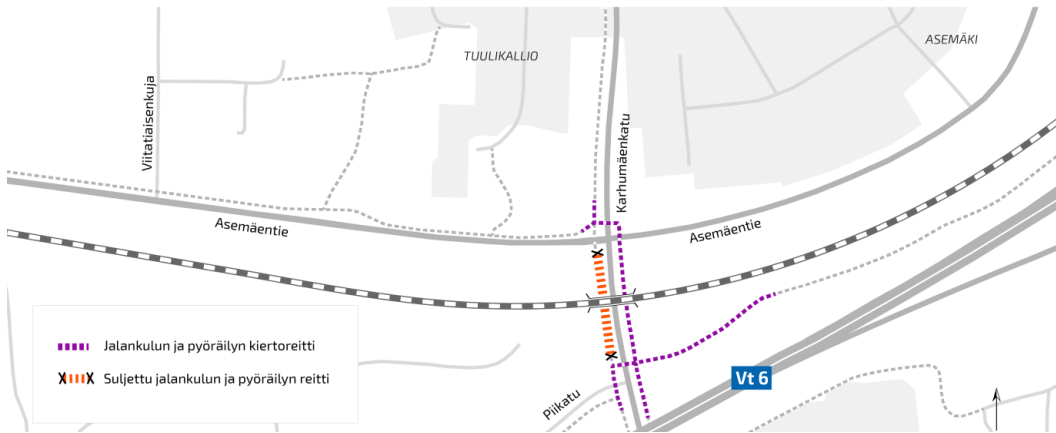 ASEMÄKI
TUULIKALLIO
Viitatiaisenkuja
Karhumäenkatu
Asemäentie
Asemäentie
Jalankulun ja pyöräilyn kiertoreitti
Suljettu jalankulun ja pyöräilyn reitti
Vt 6
Piikatu